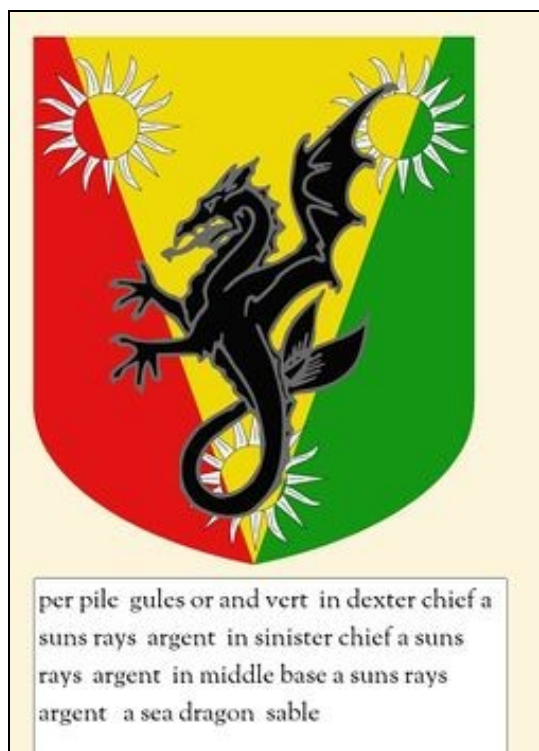 per pile gules or and vert in dexter chief a
suns rays argent in sinister chief a suns
rays argent in middle base a suns rays
argent a sea dragon sable